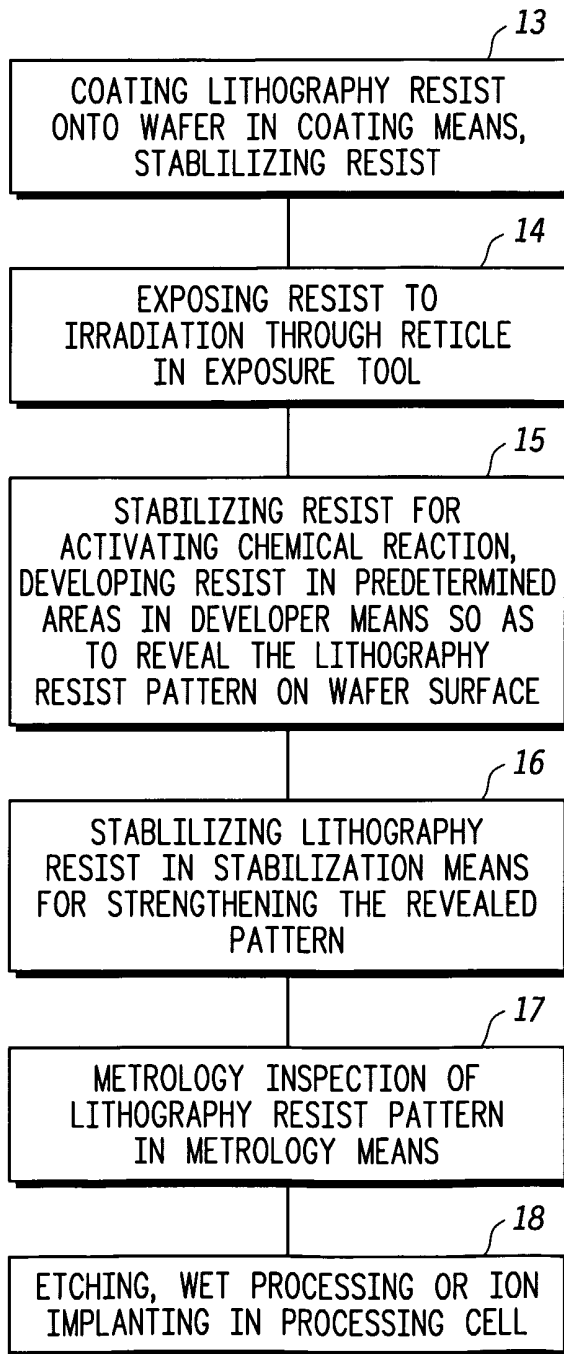 13
COATING LITHOGRAPHY RESIST
ONTO WAFER IN COATING MEANS,
STABLILIZING RESIST
14
EXPOSING RESIST TO
IRRADIATION THROUGH RETICLE
IN EXPOSURE TOOL
15
STABILIZING RESIST FOR
ACTIVATING CHEMICAL REACTION,
DEVELOPING RESIST IN PREDETERMINED
AREAS IN DEVELOPER MEANS SO AS
TO REVEAL THE LITHOGRAPHY
RESIST PATTERN ON WAFER SURFACE
16
STABLILIZING LITHOGRAPHY
RESIST IN STABILIZATION MEANS
FOR STRENGTHENING THE REVEALED
PATTERN
17
METROLOGY INSPECTION OF
LITHOGRAPHY RESIST PATTERN
IN METROLOGY MEANS
18
ETCHING, WET PROCESSING OR ION
IMPLANTING IN PROCESSING CELL